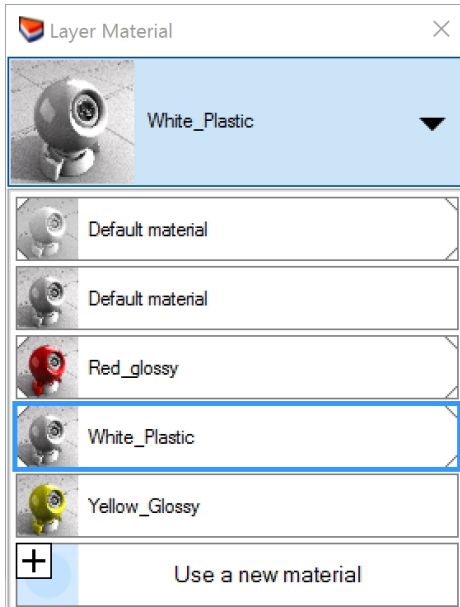 Layer Material
White_Plastic
Default material
Default material
Red_glossy
White_Plastic
Yellow_Glossy
Use a new material